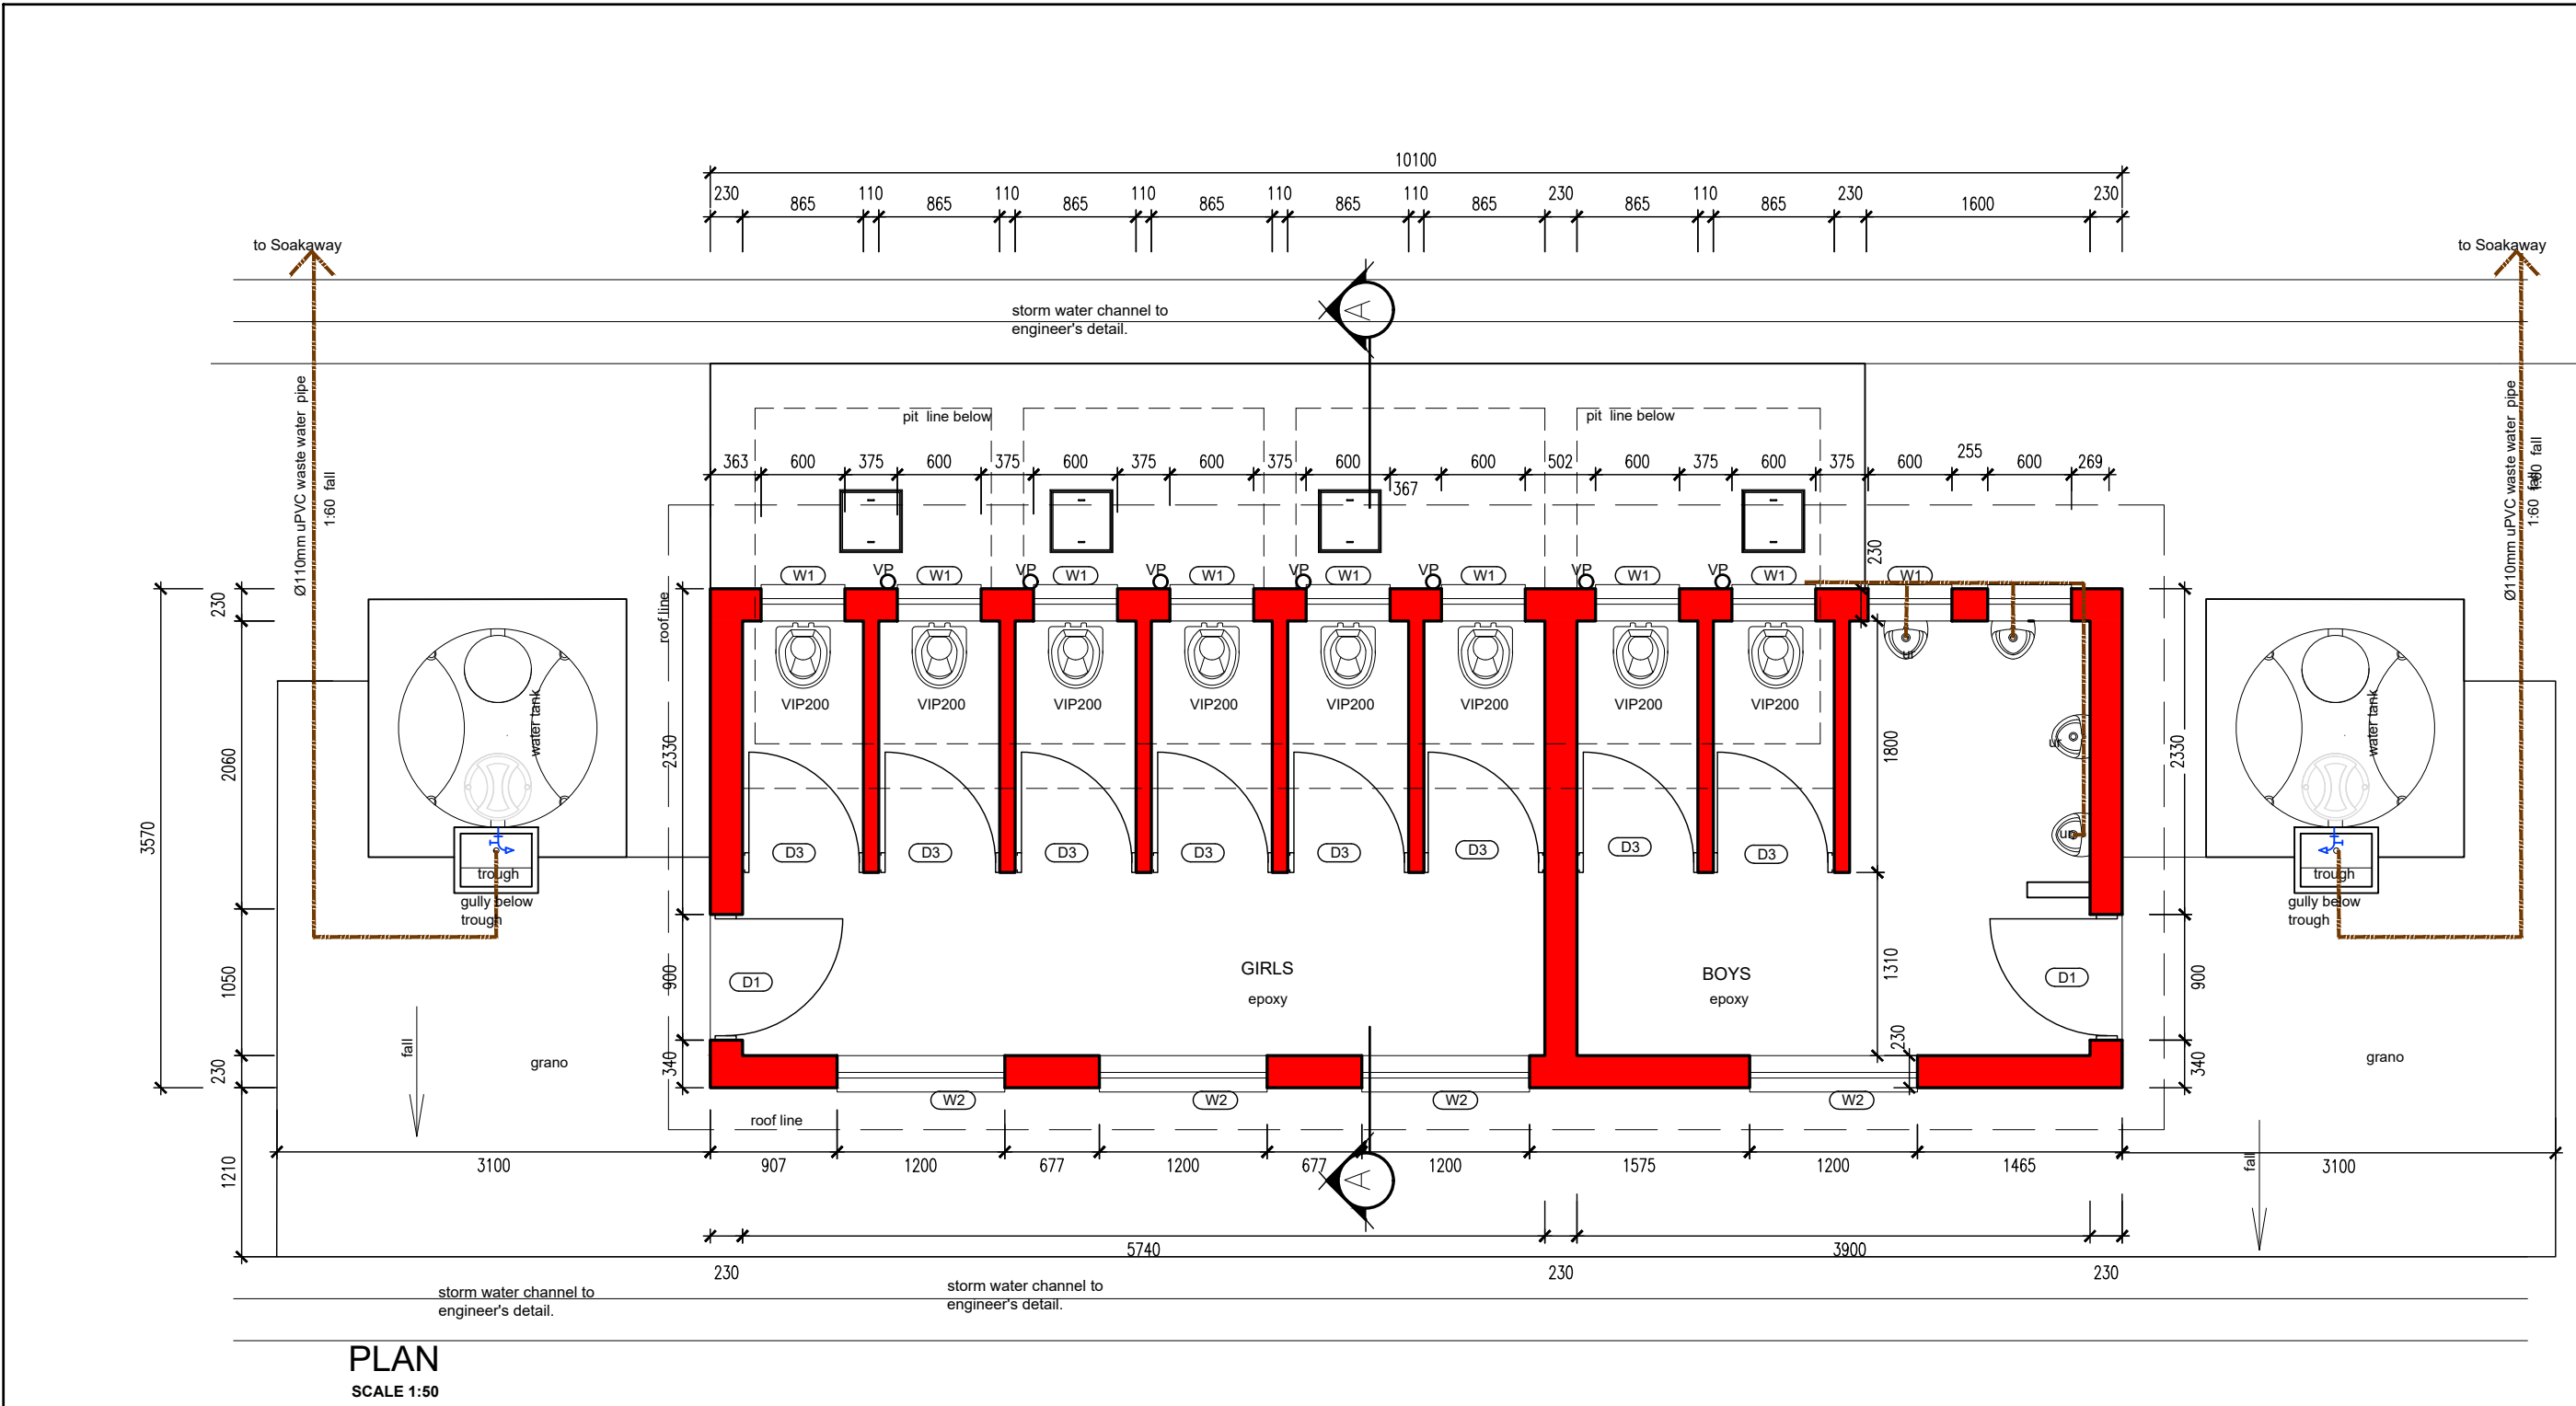 10100
230 865 110 865 110 865 110 865 110 865 110 865 230 865 110 865 230 1600 230
to Soakaway
to Soakaway
storm water channel to
engineer's detail.
A
Ø110mm uPVC waste water pipe
1:60 fall
Ø110mm uPVC waste water pipe
1:60 fall
1:60 fall
pit line below
pit line below
363 600 375 600 375 600 375 600 375 600 367 600 502 600 375 600 375 600 255 600 269
230
VP VP VP VP VP VP VP
W1 W1 W1 W1 W1 W1 W1 W1 W1
roof line
230
2060
1050
230
1210
3570
2330
900
340
water tank
trough
gully below
trough
VIP200 VIP200 VIP200 VIP200 VIP200 VIP200 VIP200 VIP200
ur
ur
ur
1800
1310
230
2330
900
340
water tank
trough
gully below
trough
D3 D3 D3 D3 D3 D3 D3 D3
D1
GIRLS
epoxy
BOYS
epoxy
D1
fall
grano
grano
fall
W2 W2 W2 W2
roof line
3100 907 1200 677 1200 677 1200 1575 1200 1465 3100
A
5740 3900
230 230 230
storm water channel to
engineer's detail.
storm water channel to
engineer's detail.
PLAN
SCALE 1:50